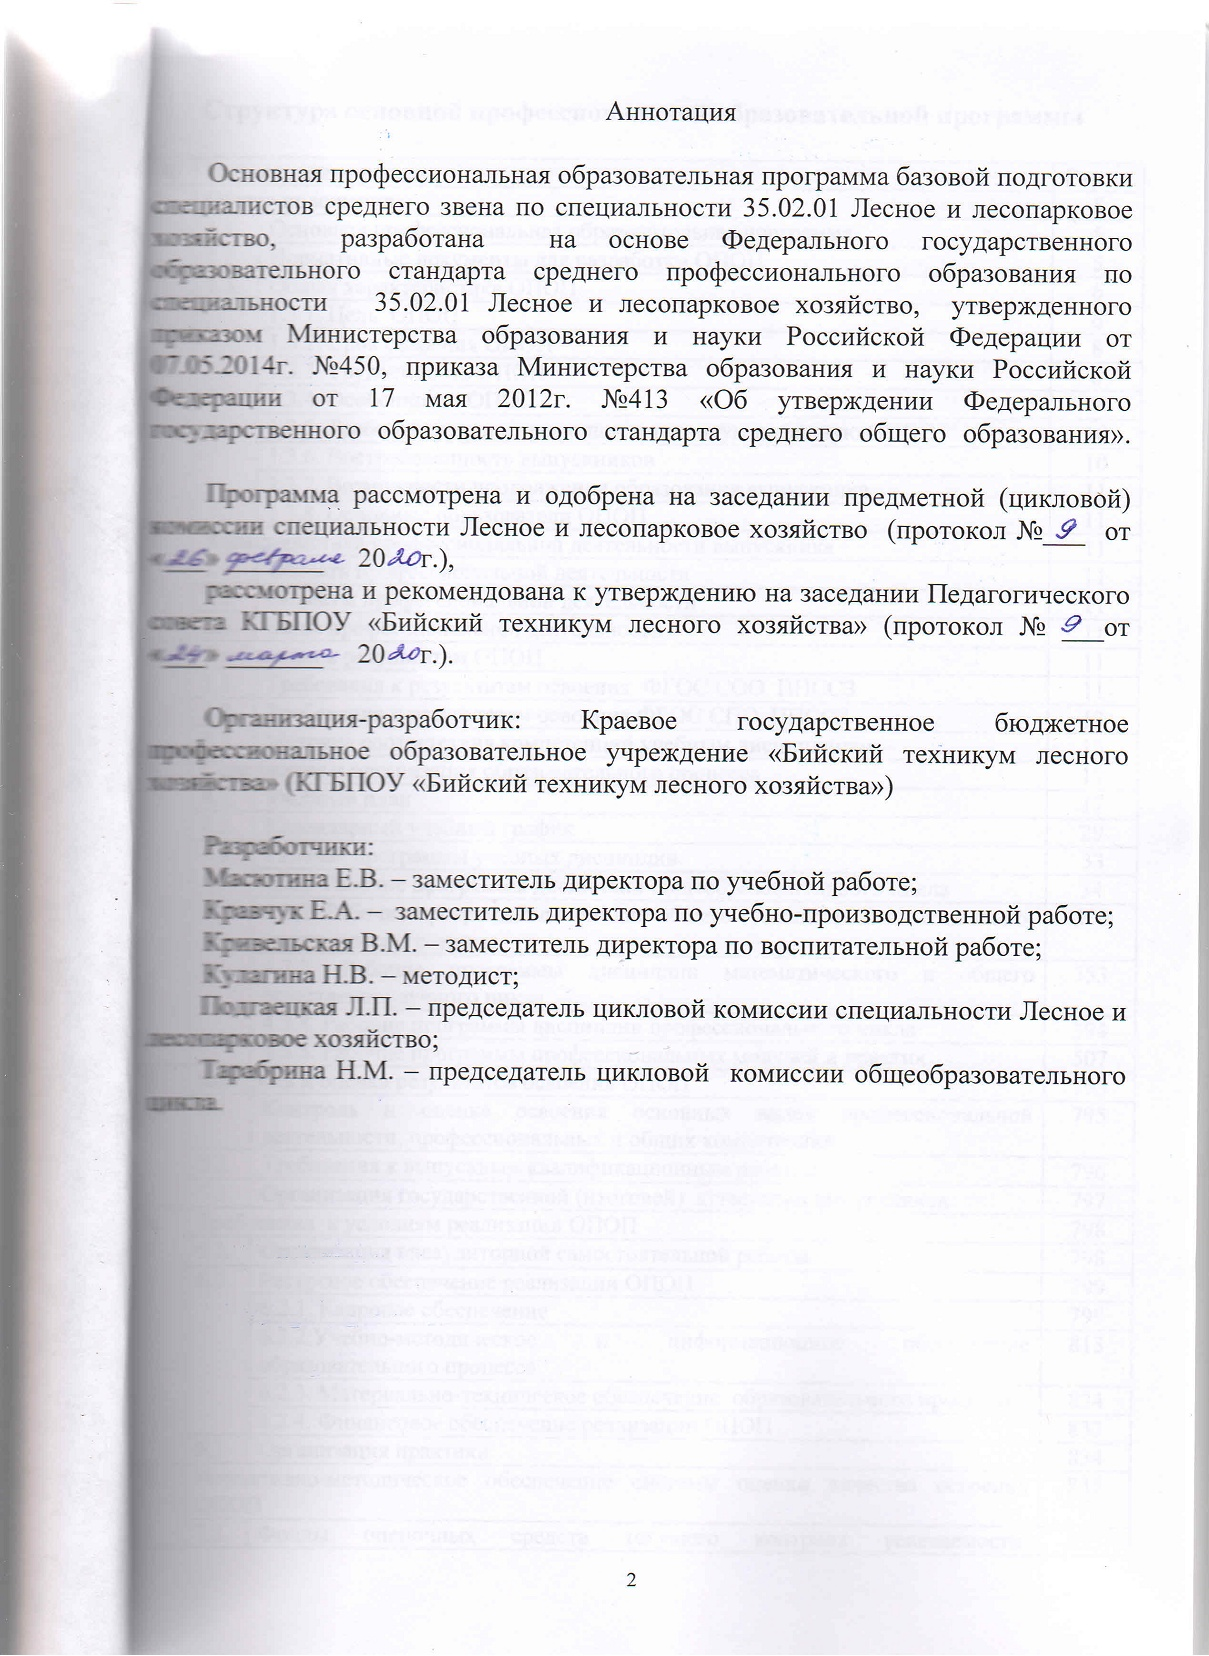 Аннотация
Основная профессиональная образовательная программа базовой подготовки
специалистов среднего звена по специальности 35.02.01 Лесное и лесопарковое
хозяйство, разработана на основе Федерального государственного
образовательного стандарта среднего профессионального образования по
специальности 35.02.01 Лесное и лесопарковое хозяйство, утвержденного
приказом Министерства образования и науки Российской Федерации от
07.05.2014г. №450, приказа Министерства образования и науки Российской
Федерации от 17 мая 2012г. №413 «Об утверждении Федерального
государственного образовательного стандарта среднего общего образования».
Программа рассмотрена и одобрена на заседании предметной (цикловой)
комиссии специальности Лесное и лесопарковое хозяйство (протокол № 9 от
«26» февраля 2020г.),
рассмотрена и рекомендована к утверждению на заседании Педагогического
совета КГБПОУ «Бийский техникум лесного хозяйства» (протокол № 9 от
«24» марта 2020г.).
Организация-разработчик: Краевое государственное бюджетное
профессиональное образовательное учреждение «Бийский техникум лесного
хозяйства» (КГБПОУ «Бийский техникум лесного хозяйства»)
Разработчики:
Масютина Е.В. – заместитель директора по учебной работе;
Кравчук Е.А. – заместитель директора по учебно-производственной работе;
Кривельская В.М. – заместитель директора по воспитательной работе;
Кулагина Н.В. – методист;
Подгаецкая Л.П. – председатель цикловой комиссии специальности Лесное и
лесопарковое хозяйство;
Тарабрина Н.М. – председатель цикловой комиссии общеобразовательного
цикла.
2